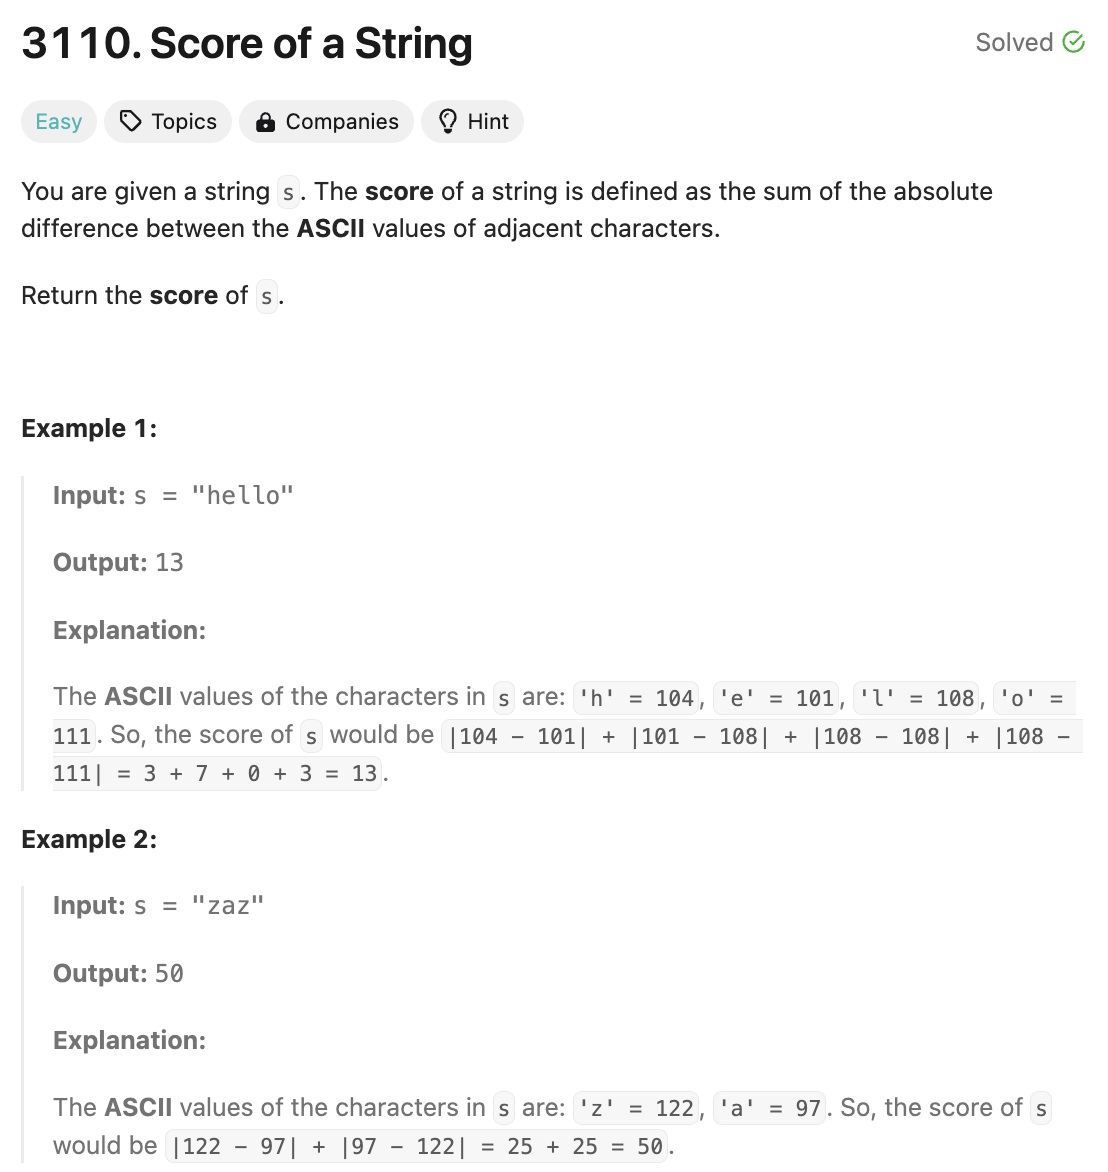 3110. Score of a String
Solved
Easy Topics Companies Hint
You are given a string s. The score of a string is defined as the sum of the absolute
difference between the ASCII values of adjacent characters.
Return the score of s.
Example 1:
Input: s = "hello"
Output: 13
Explanation:
The ASCII values of the characters in s are: 'h' = 104, 'e' = 101, 'l' = 108, 'o' =
111. So, the score of s would be |104 - 101| + |101 - 108| + |108 - 108| + |108 -
111| = 3 + 7 + 0 + 3 = 13.
Example 2:
Input: s = "zaz"
Output: 50
Explanation:
The ASCII values of the characters in s are: 'z' = 122, 'a' = 97. So, the score of s
would be |122 - 97| + |97 - 122| = 25 + 25 = 50.